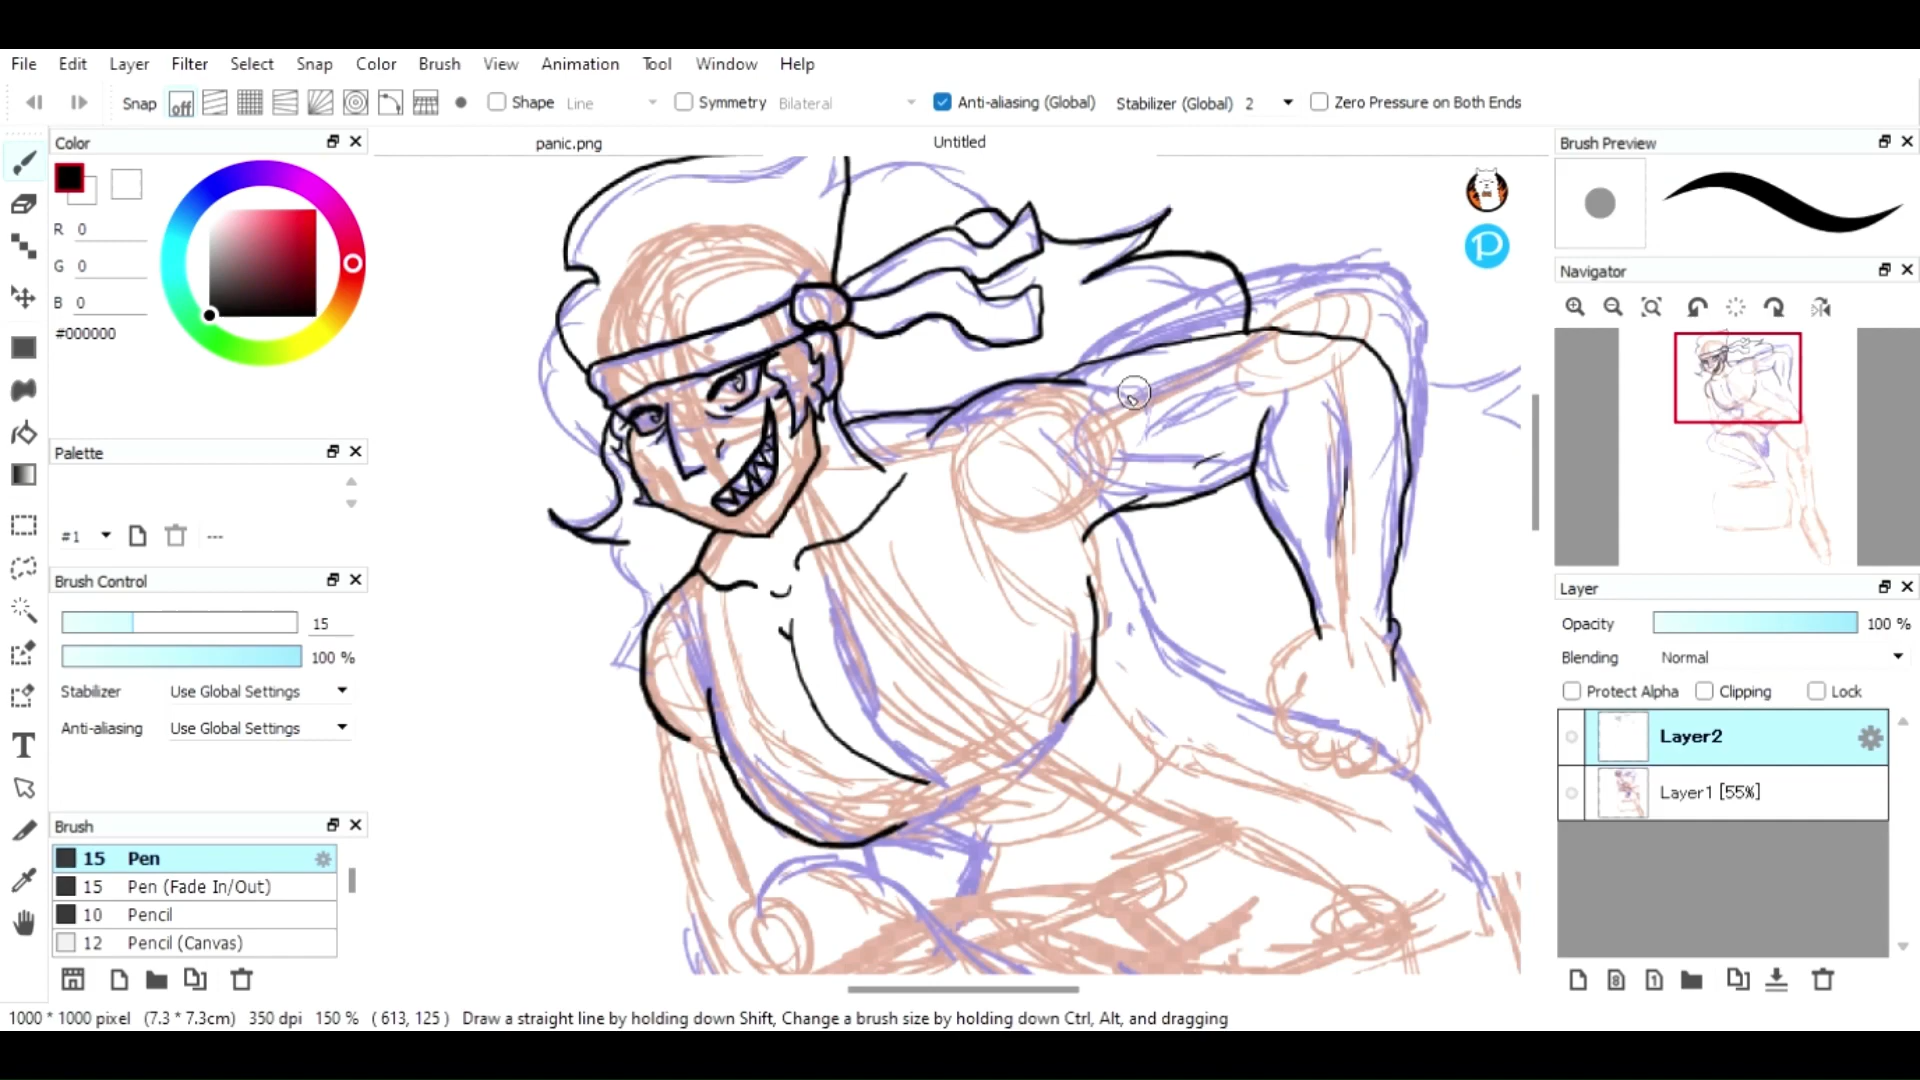 File Edit Layer Filter Select Snap Color Brush View Animation Tool Window Help
Snap off Shape Line Symmetry Bilateral Anti-aliasing (Global) Stabilizer (Global) 2 Zero Pressure on Both Ends
Color
panic.png
Untitled
Brush Preview
R 0
G 0
B 0
#000000
Navigator
Palette
#1
---
Brush Control
15
100 %
Stabilizer Use Global Settings
Anti-aliasing Use Global Settings
Layer
Opacity 100 %
Blending Normal
Protect Alpha Clipping Lock
Layer2
Layer1 [55%]
Brush
15 Pen
15 Pen (Fade In/Out)
10 Pencil
12 Pencil (Canvas)
T
P
8
1
1000 * 1000 pixel (7.3 * 7.3cm) 350 dpi 150 % ( 613, 125 ) Draw a straight line by holding down Shift, Change a brush size by holding down Ctrl, Alt, and dragging